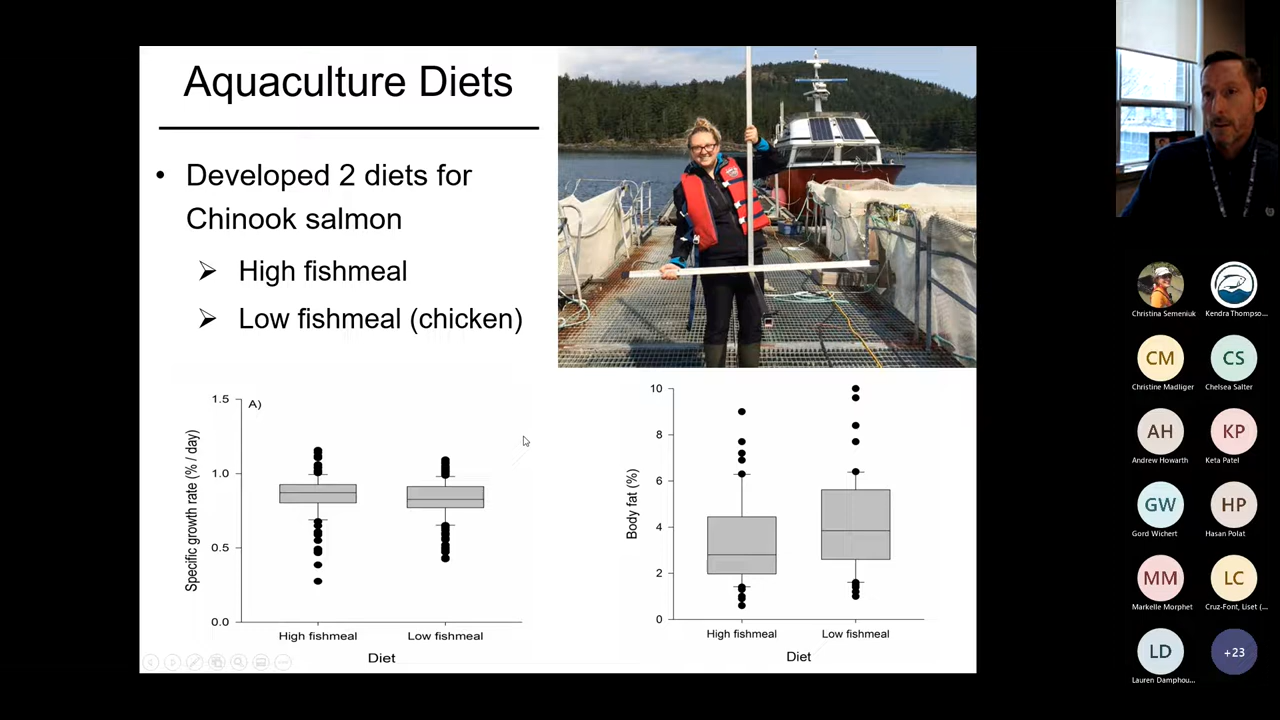 Aquaculture Diets
• Developed 2 diets for
Chinook salmon
➢ High fishmeal
➢ Low fishmeal (chicken)
A)
1.5
1.0
0.5
0.0
Specific growth rate (% / day)
High fishmeal
Low fishmeal
Diet
10
8
6
4
2
0
Body fat (%)
High fishmeal
Low fishmeal
Diet
Christina Semeniuk
Kendra Thompso...
CM
CS
Christine Madliger
Chelsea Salter
AH
KP
Andrew Howarth
Keta Patel
GW
HP
Gord Wichert
Hasan Polat
MM
LC
Markelle Morphet
Cruz-Font, Liset (...
LD
+23
Lauren Damphou...